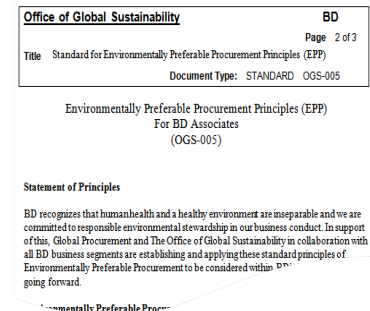 Office of Global Sustainability BD
Page 2 of 3
Title Standard for Environmentally Preferable Procurement Principles (EPP)
Document Type: STANDARD OGS-005
Environmentally Preferable Procurement Principles (EPP)
For BD Associates
(OGS-005)
Statement of Principles
BD recognizes that human health and a healthy environment are inseparable and we are
committed to responsible environmental stewardship in our business conduct. In support
of this, Global Procurement and The Office of Global Sustainability in collaboration with
all BD business segments are establishing and applying these standard principles of
Environmentally Preferable Procurement to be considered within
going forward.
Preferable